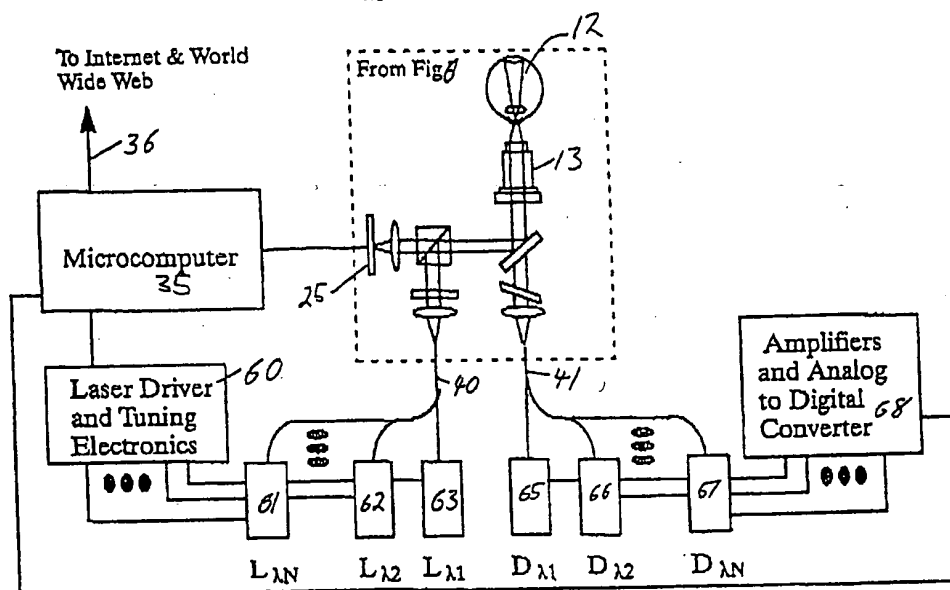 To Internet & World
Wide Web
36
From Fig 8
12
13
Microcomputer
35
25
Laser Driver
and Tuning
Electronics
60
40
41
Amplifiers
and Analog
to Digital
Converter 68
61
62
63
65
66
67
LλN
Lλ2
Lλ1
Dλ1
Dλ2
DλN